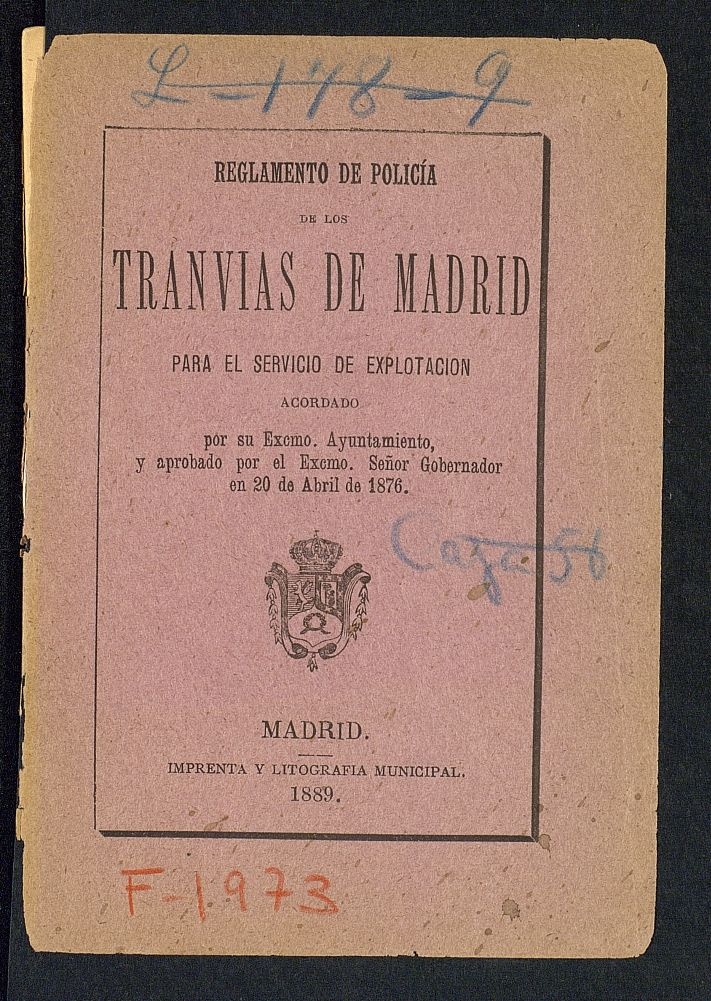 L-148-9
REGLAMENTO DE POLICÍA
DE LOS
TRANVIAS DE MADRID
PARA EL SERVICIO DE EXPLOTACION
ACORDADO
por su Excmo. Ayuntamiento,
y aprobado por el Excmo. Señor Gobernador
en 20 de Abril de 1876.
Caja 56
MADRID.
IMPRENTA Y LITOGRAFIA MUNICIPAL.
1889.
F-1973